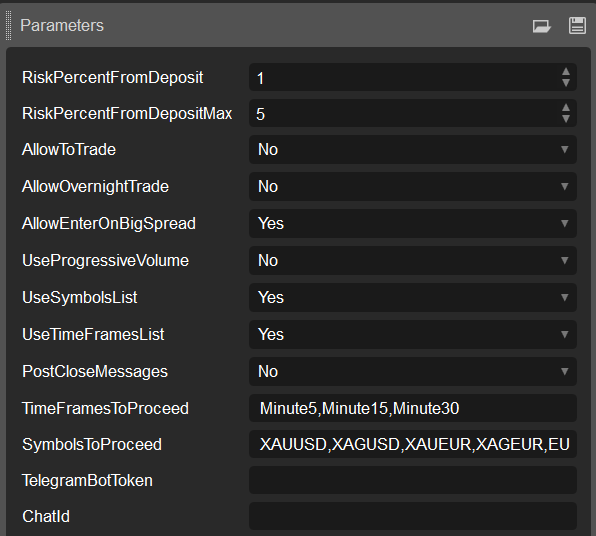 Parameters
RiskPercentFromDeposit 1
RiskPercentFromDepositMax 5
AllowToTrade No
AllowOvernightTrade No
AllowEnterOnBigSpread Yes
UseProgressiveVolume No
UseSymbolsList Yes
UseTimeFramesList Yes
PostCloseMessages No
TimeFramesToProceed Minute5,Minute15,Minute30
SymbolsToProceed XAUUSD,XAGUSD,XAUEUR,XAGEUR,EU
TelegramBotToken
ChatId